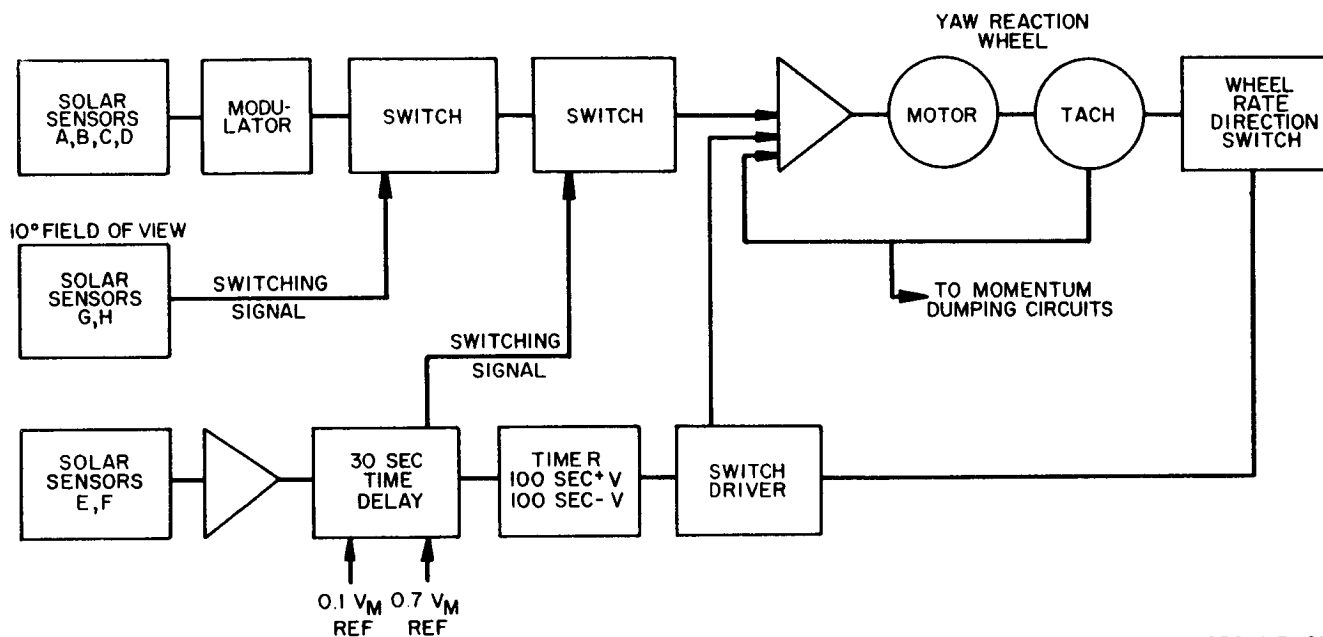 YAW REACTION
WHEEL
SOLAR
SENSORS
A,B,C,D
MODU-
LATOR
SWITCH
SWITCH
MOTOR
TACH
WHEEL
RATE
DIRECTION
SWITCH
10° FIELD OF VIEW
SOLAR
SENSORS
G,H
SWITCHING
SIGNAL
TO MOMENTUM
DUMPING CIRCUITS
SWITCHING
SIGNAL
SOLAR
SENSORS
E,F
30 SEC
TIME
DELAY
TIMER
100 SEC+V
100 SEC-V
SWITCH
DRIVER
0.1 VM
REF
0.7 VM
REF